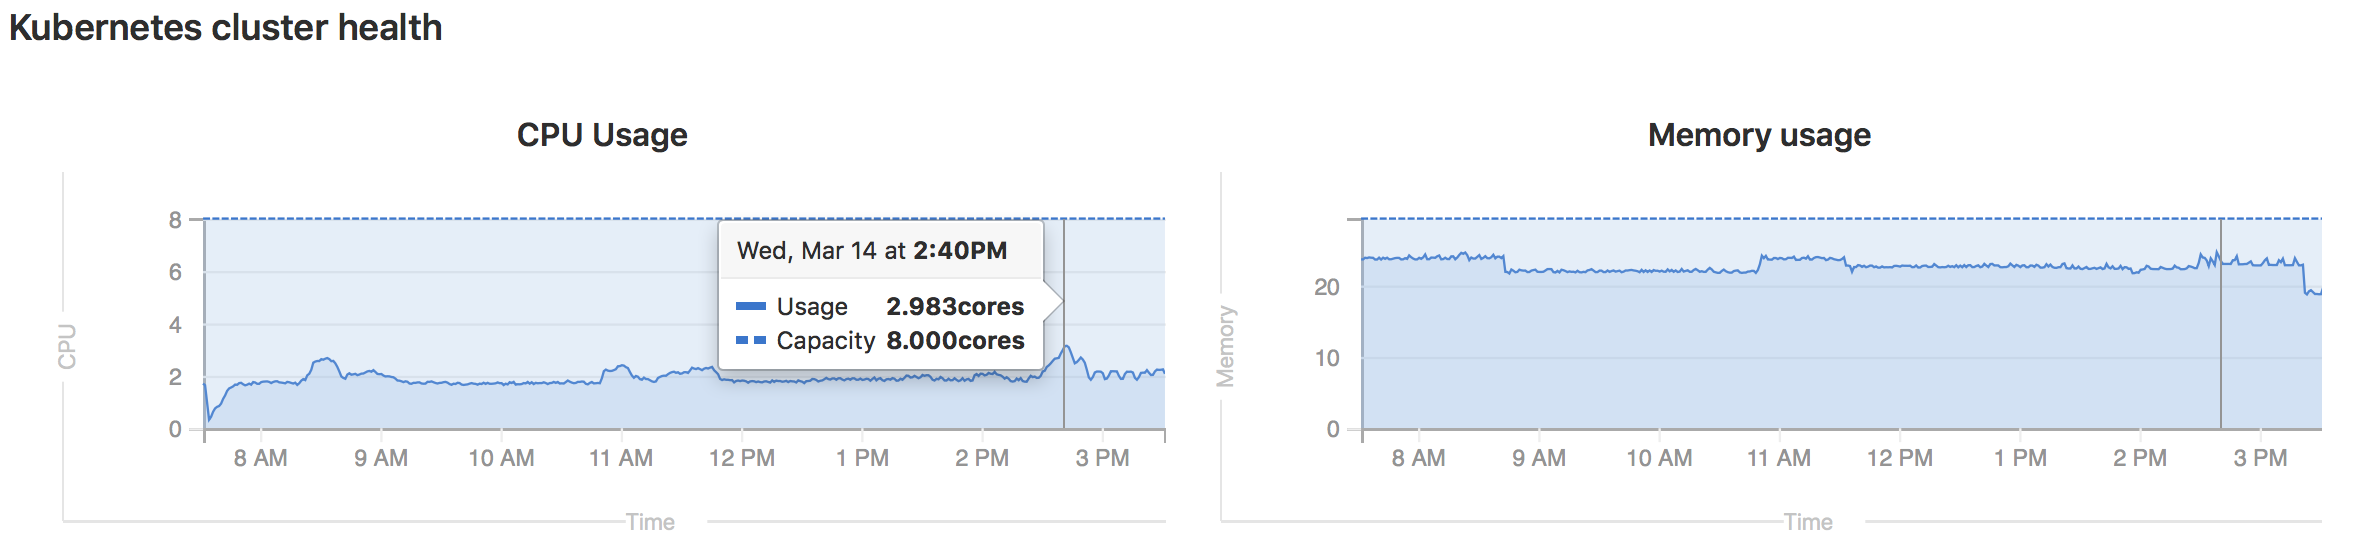 Kubernetes cluster health
CPU Usage
CPU
8
6
4
2
0
Wed, Mar 14 at 2:40PM
Usage 2.983cores
Capacity 8.000cores
8 AM 9 AM 10 AM 11 AM 12 PM 1 PM 2 PM 3 PM
Time
Memory usage
Memory
20
10
0
8 AM 9 AM 10 AM 11 AM 12 PM 1 PM 2 PM 3 PM
Time